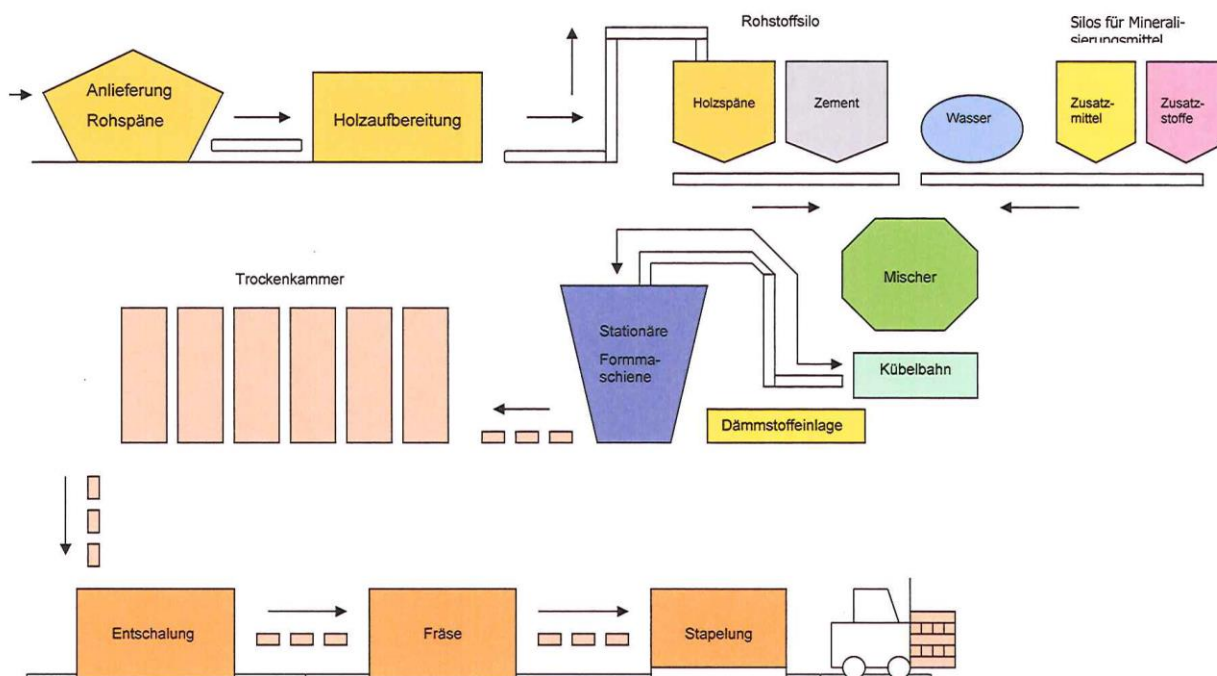 Rohstoffsilo
Silos für Minerali-
sierungsmittel
Anlieferung
Rohspäne
Holzaufbereitung
Holzspäne
Zement
Wasser
Zusatz-
mittel
Zusatz-
stoffe
Mischer
Trockenkammer
Stationäre
Formma-
schiene
Kübelbahn
Dämmstoffeinlage
Entschalung
Fräse
Stapelung